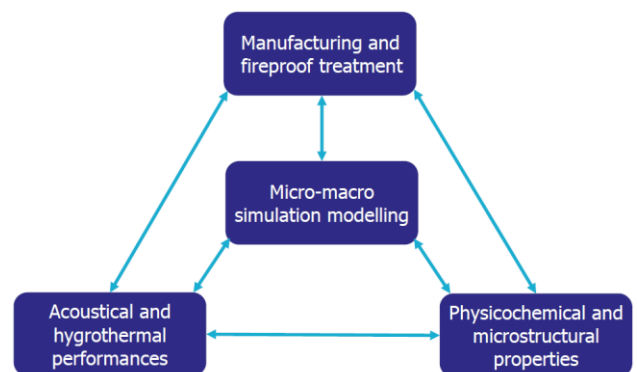 Manufacturing and
fireproof treatment
Micro-macro
simulation modelling
Acoustical and
hygrothermal
performances
Physicochemical and
microstructural
properties